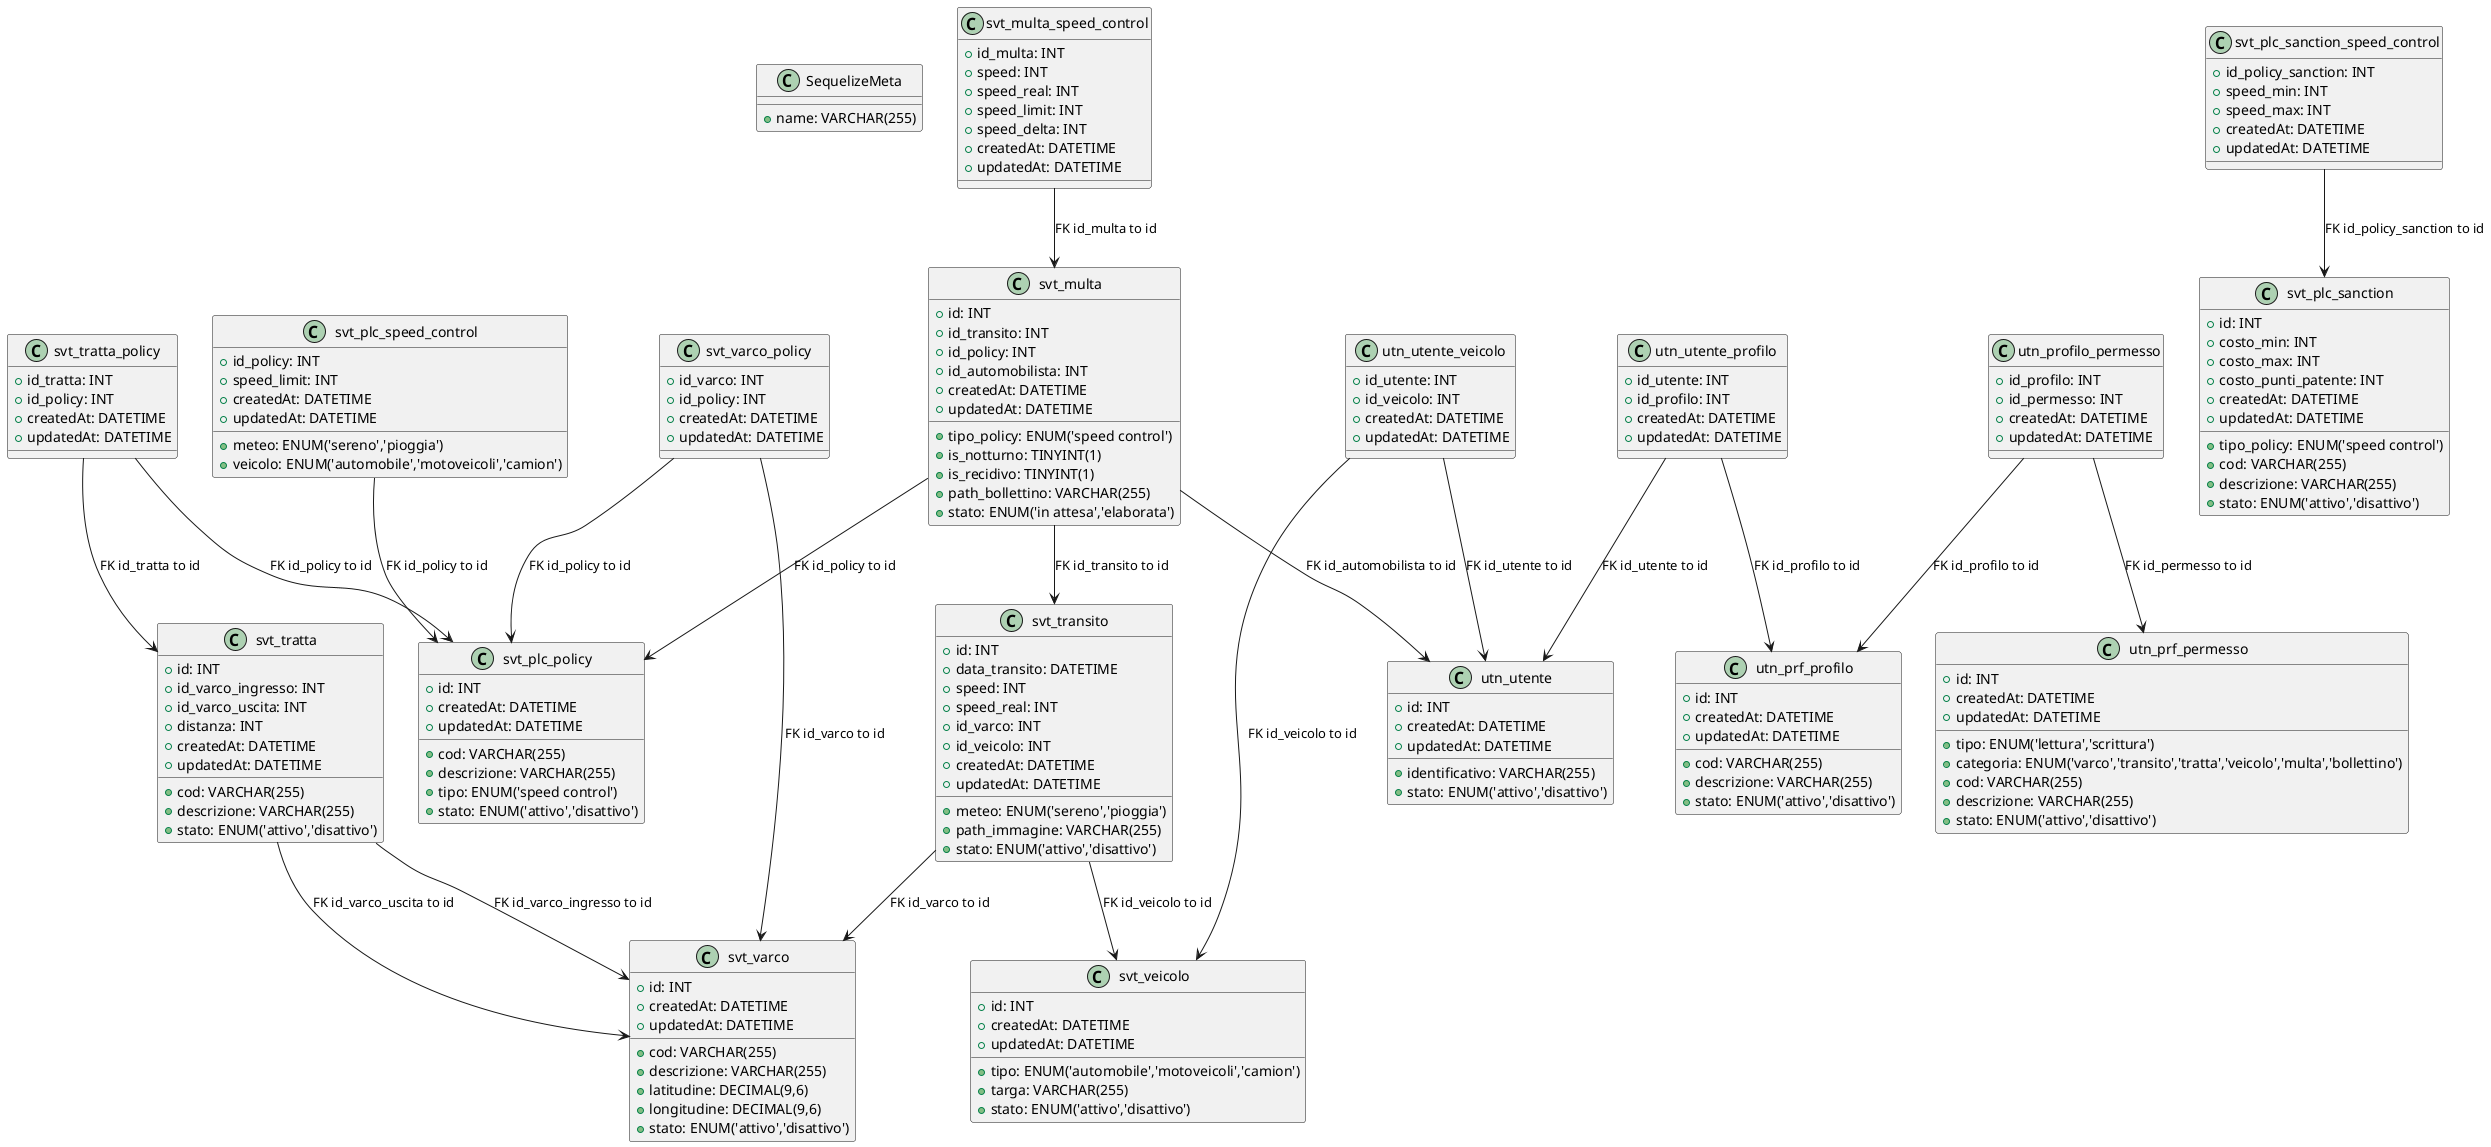 C svt_multa_speed_control
id_multa: INT
speed: INT
speed_real: INT
speed_limit: INT
speed_delta: INT
createdAt: DATETIME
updatedAt: DATETIME
C svt_plc_sanction_speed_control
id_policy_sanction: INT
speed_min: INT
speed_max: INT
createdAt: DATETIME
updatedAt: DATETIME
C SequelizeMeta
name: VARCHAR(255)
FK id_multa to id
FK id_policy_sanction to id
C svt_tratta_policy
id_tratta: INT
id_policy: INT
createdAt: DATETIME
updatedAt: DATETIME
C svt_plc_speed_control
id_policy: INT
speed_limit: INT
createdAt: DATETIME
updatedAt: DATETIME
meteo: ENUM('sereno','pioggia')
veicolo: ENUM('automobile','motoveicoli','camion')
C svt_varco_policy
id_varco: INT
id_policy: INT
createdAt: DATETIME
updatedAt: DATETIME
C svt_multa
id: INT
id_transito: INT
id_policy: INT
id_automobilista: INT
createdAt: DATETIME
updatedAt: DATETIME
tipo_policy: ENUM('speed control')
is_notturno: TINYINT(1)
is_recidivo: TINYINT(1)
path_bollettino: VARCHAR(255)
stato: ENUM('in attesa','elaborata')
C utn_utente_veicolo
id_utente: INT
id_veicolo: INT
createdAt: DATETIME
updatedAt: DATETIME
C utn_utente_profilo
id_utente: INT
id_profilo: INT
createdAt: DATETIME
updatedAt: DATETIME
C utn_profilo_permesso
id_profilo: INT
id_permesso: INT
createdAt: DATETIME
updatedAt: DATETIME
C svt_plc_sanction
id: INT
costo_min: INT
costo_max: INT
costo_punti_patente: INT
createdAt: DATETIME
updatedAt: DATETIME
tipo_policy: ENUM('speed control')
cod: VARCHAR(255)
descrizione: VARCHAR(255)
stato: ENUM('attivo','disattivo')
FK id_tratta to id
FK id_policy to id
FK id_policy to id
FK id_policy to id
FK id_policy to id
FK id_transito to id
FK id_automobilista to id
FK id_utente to id
FK id_utente to id
FK id_profilo to id
FK id_profilo to id
FK id_permesso to id
C svt_tratta
id: INT
id_varco_ingresso: INT
id_varco_uscita: INT
distanza: INT
createdAt: DATETIME
updatedAt: DATETIME
cod: VARCHAR(255)
descrizione: VARCHAR(255)
stato: ENUM('attivo','disattivo')
C svt_plc_policy
id: INT
createdAt: DATETIME
updatedAt: DATETIME
cod: VARCHAR(255)
descrizione: VARCHAR(255)
tipo: ENUM('speed control')
stato: ENUM('attivo','disattivo')
FK id_varco to id
C svt_transito
id: INT
data_transito: DATETIME
speed: INT
speed_real: INT
id_varco: INT
id_veicolo: INT
createdAt: DATETIME
updatedAt: DATETIME
meteo: ENUM('sereno','pioggia')
path_immagine: VARCHAR(255)
stato: ENUM('attivo','disattivo')
FK id_veicolo to id
C utn_utente
id: INT
createdAt: DATETIME
updatedAt: DATETIME
identificativo: VARCHAR(255)
stato: ENUM('attivo','disattivo')
C utn_prf_profilo
id: INT
createdAt: DATETIME
updatedAt: DATETIME
cod: VARCHAR(255)
descrizione: VARCHAR(255)
stato: ENUM('attivo','disattivo')
C utn_prf_permesso
id: INT
createdAt: DATETIME
updatedAt: DATETIME
tipo: ENUM('lettura','scrittura')
categoria: ENUM('varco','transito','tratta','veicolo','multa','bollettino')
cod: VARCHAR(255)
descrizione: VARCHAR(255)
stato: ENUM('attivo','disattivo')
FK id_varco_uscita to id
FK id_varco_ingresso to id
FK id_varco to id
FK id_veicolo to id
C svt_varco
id: INT
createdAt: DATETIME
updatedAt: DATETIME
cod: VARCHAR(255)
descrizione: VARCHAR(255)
latitudine: DECIMAL(9,6)
longitudine: DECIMAL(9,6)
stato: ENUM('attivo','disattivo')
C svt_veicolo
id: INT
createdAt: DATETIME
updatedAt: DATETIME
tipo: ENUM('automobile','motoveicoli','camion')
targa: VARCHAR(255)
stato: ENUM('attivo','disattivo')